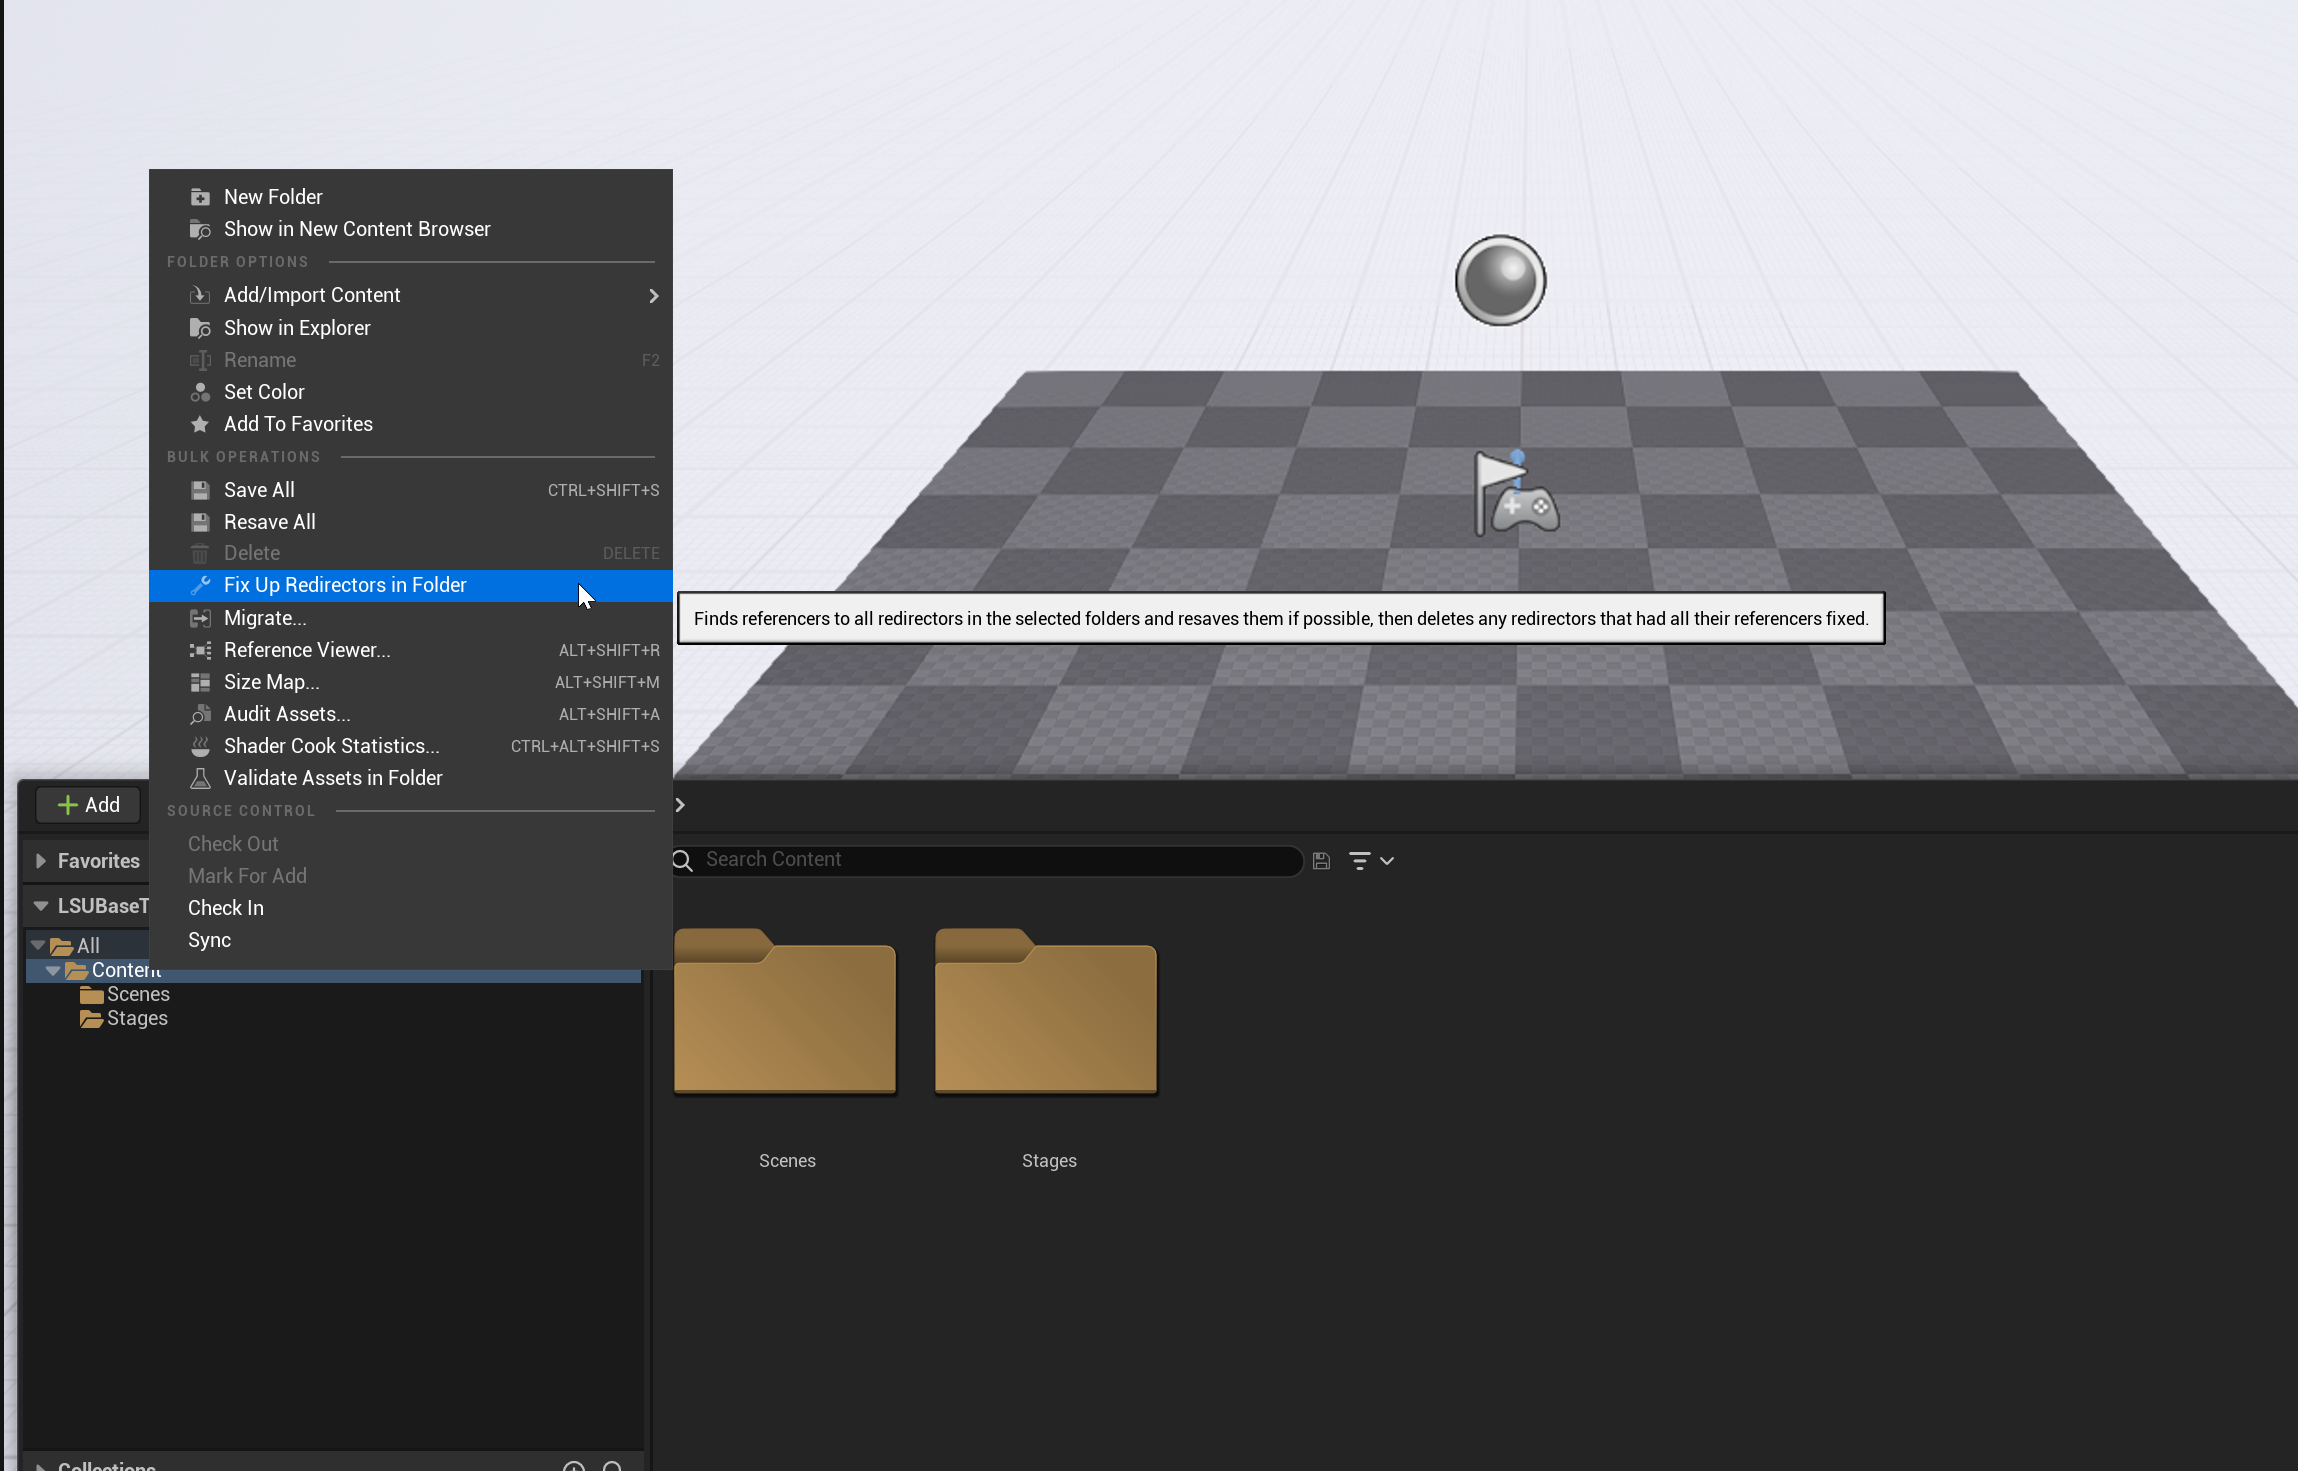 New Folder
Show in New Content Browser
FOLDER OPTIONS
Add/Import Content
Show in Explorer
Rename F2
Set Color
Add To Favorites
BULK OPERATIONS
Save All CTRL+SHIFT+S
Resave All
Delete DELETE
Fix Up Redirectors in Folder
Finds referencers to all redirectors in the selected folders and resaves them if possible, then deletes any redirectors that had all their referencers fixed.
Migrate...
Reference Viewer... ALT+SHIFT+R
Size Map... ALT+SHIFT+M
Audit Assets... ALT+SHIFT+A
Shader Cook Statistics... CTRL+ALT+SHIFT+S
Validate Assets in Folder
SOURCE CONTROL
Check Out
Mark For Add
Check In
Sync
Add
Favorites
LSUBaseT
All
Content
Scenes
Stages
Collections
Search Content
Scenes
Stages